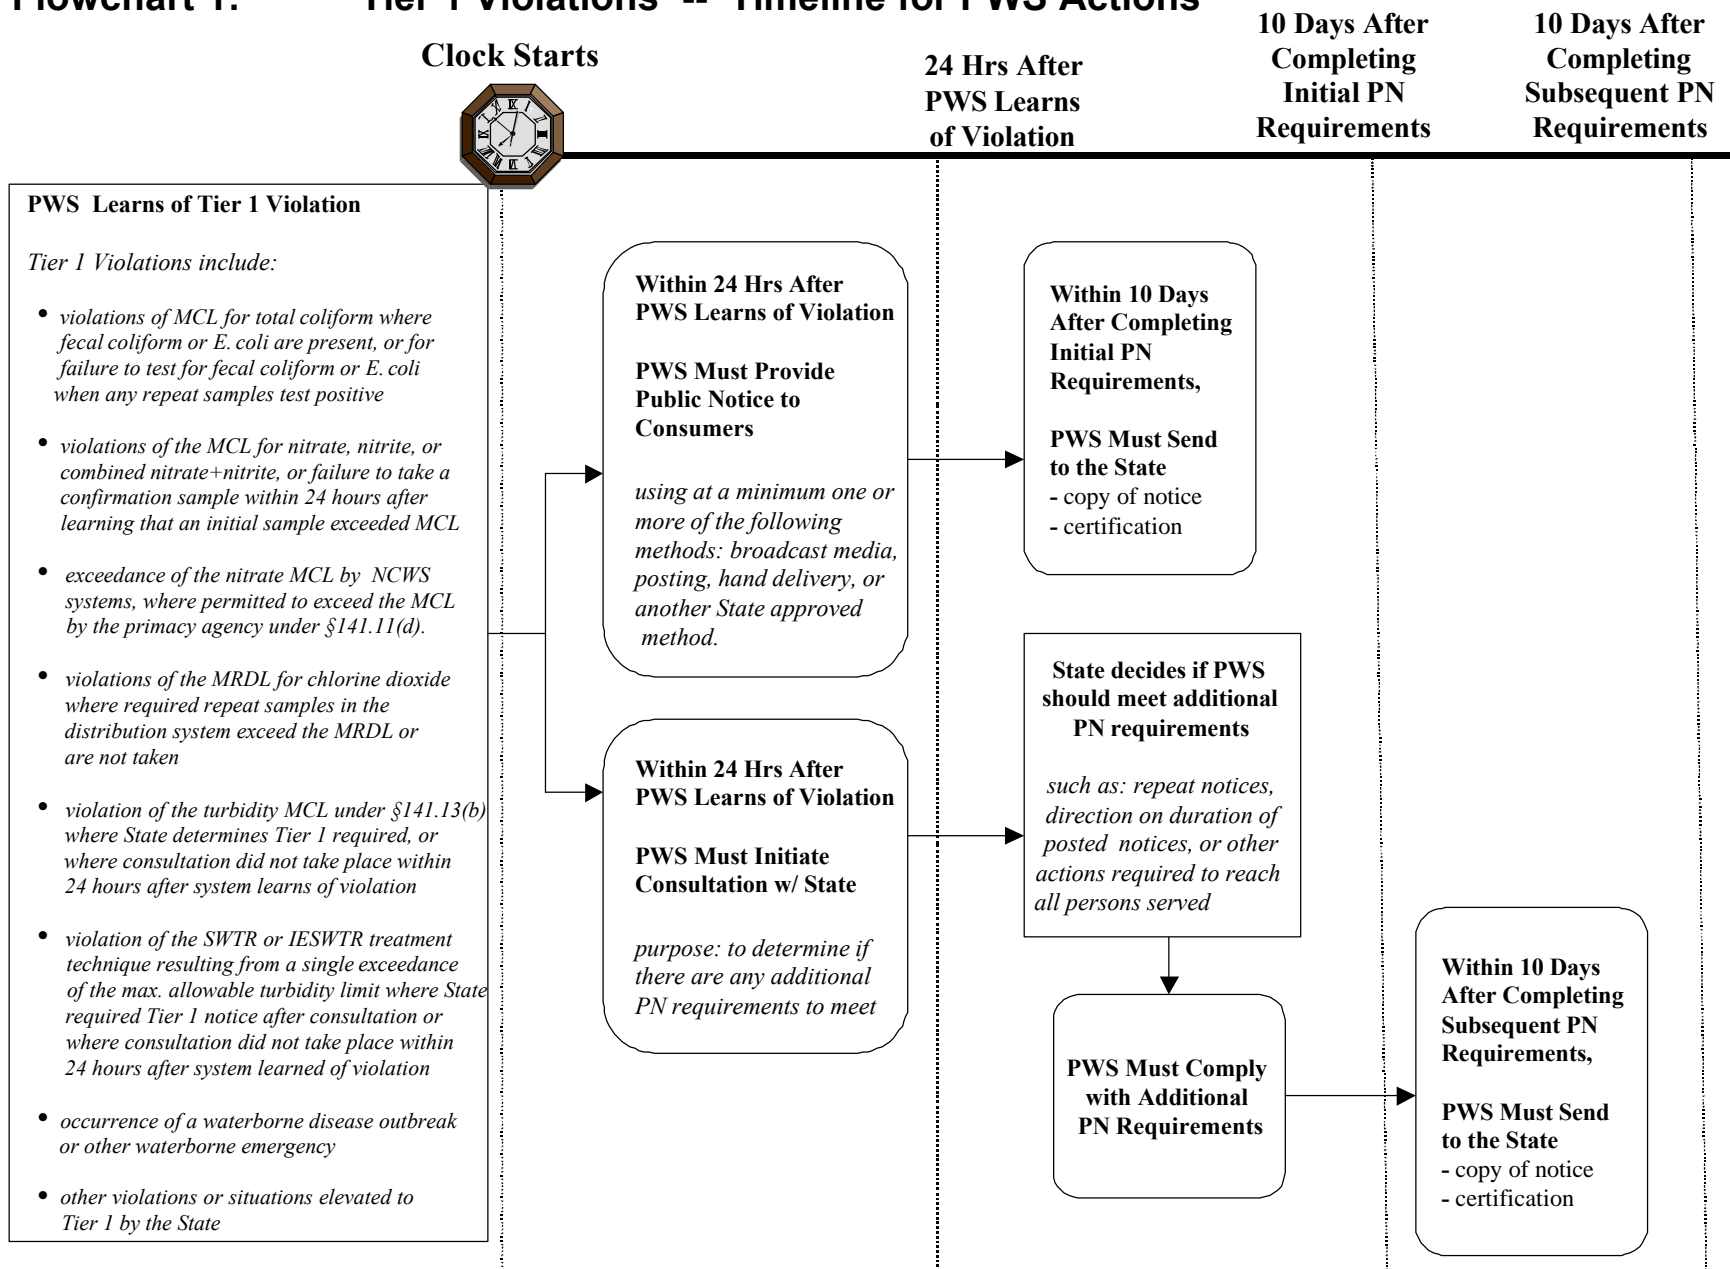 Flowchart 1: Tier 1 Violations -- Timeline for PWS Actions
Clock Starts
24 Hrs After
PWS Learns
of Violation
10 Days After
Completing
Initial PN
Requirements
10 Days After
Completing
Subsequent PN
Requirements
PWS Learns of Tier 1 Violation
Tier 1 Violations include:
• violations of MCL for total coliform where
fecal coliform or E. coli are present, or for
failure to test for fecal coliform or E. coli
when any repeat samples test positive
• violations of the MCL for nitrate, nitrite, or
combined nitrate+nitrite, or failure to take a
confirmation sample within 24 hours after
learning that an initial sample exceeded MCL
• exceedance of the nitrate MCL by NCWS
systems, where permitted to exceed the MCL
by the primacy agency under §141.11(d).
• violations of the MRDL for chlorine dioxide
where required repeat samples in the
distribution system exceed the MRDL or
are not taken
• violation of the turbidity MCL under §141.13(b)
where State determines Tier 1 required, or
where consultation did not take place within
24 hours after system learns of violation
• violation of the SWTR or IESWTR treatment
technique resulting from a single exceedance
of the max. allowable turbidity limit where State
required Tier 1 notice after consultation or
where consultation did not take place within
24 hours after system learned of violation
• occurrence of a waterborne disease outbreak
or other waterborne emergency
• other violations or situations elevated to
Tier 1 by the State
Within 24 Hrs After
PWS Learns of Violation
PWS Must Provide
Public Notice to
Consumers
using at a minimum one or
more of the following
methods: broadcast media,
posting, hand delivery, or
another State approved
method.
Within 24 Hrs After
PWS Learns of Violation
PWS Must Initiate
Consultation w/ State
purpose: to determine if
there are any additional
PN requirements to meet
Within 10 Days
After Completing
Initial PN
Requirements,
PWS Must Send
to the State
- copy of notice
- certification
State decides if PWS
should meet additional
PN requirements
such as: repeat notices,
direction on duration of
posted notices, or other
actions required to reach
all persons served
PWS Must Comply
with Additional
PN Requirements
Within 10 Days
After Completing
Subsequent PN
Requirements,
PWS Must Send
to the State
- copy of notice
- certification